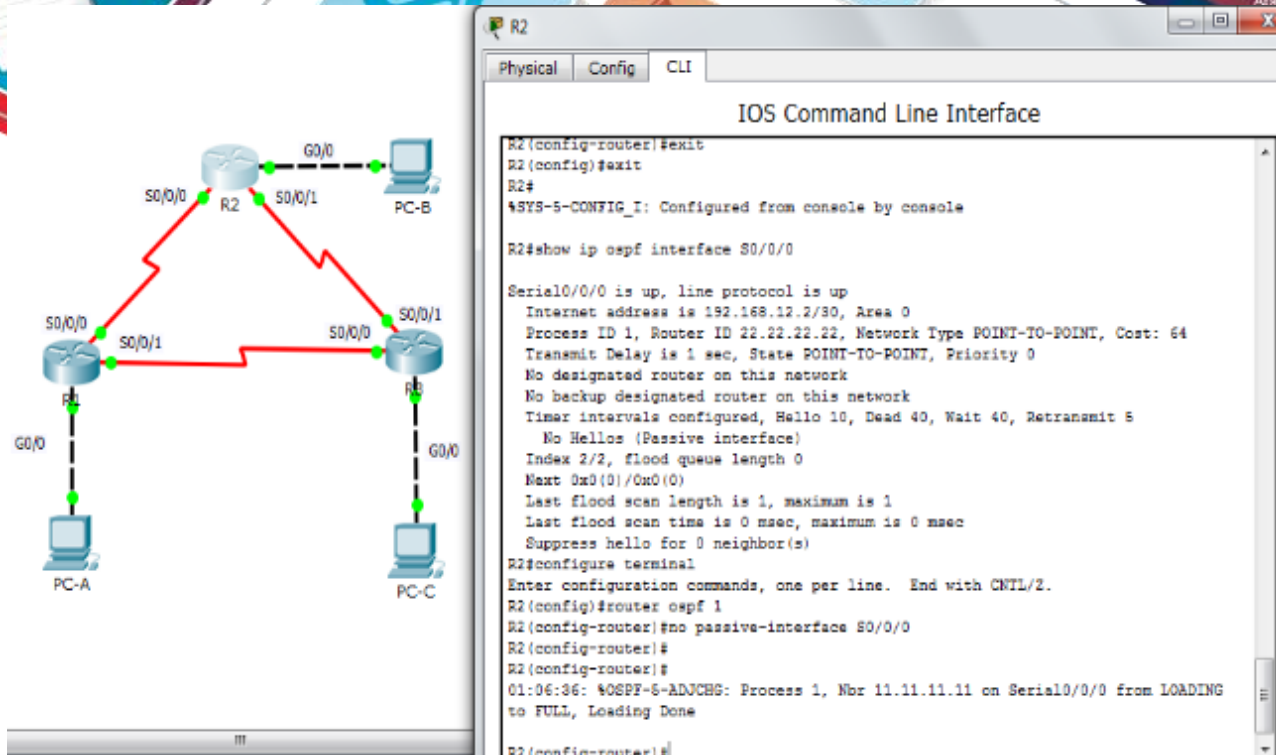 R2
Physical Config CLI
IOS Command Line Interface
R2(config-router)#exit
R2(config)#exit
R2#
%SYS-5-CONFIG_I: Configured from console by console
R2#show ip ospf interface S0/0/0
Serial0/0/0 is up, line protocol is up
Internet address is 192.168.12.2/30, Area 0
Process ID 1, Router ID 22.22.22.22, Network Type POINT-TO-POINT, Cost: 64
Transmit Delay is 1 sec, State POINT-TO-POINT, Priority 0
No designated router on this network
No backup designated router on this network
Timer intervals configured, Hello 10, Dead 40, Wait 40, Retransmit 5
No Hellos (Passive interface)
Index 2/2, flood queue length 0
Next 0x0(0)/0x0(0)
Last flood scan length is 1, maximum is 1
Last flood scan time is 0 msec, maximum is 0 msec
Suppress hello for 0 neighbor(s)
R2#configure terminal
Enter configuration commands, one per line. End with CNTL/Z.
R2(config)#router ospf 1
R2(config-router)#no passive-interface S0/0/0
R2(config-router)#
R2(config-router)#
01:06:36: %OSPF-5-ADJCHG: Process 1, Nbr 11.11.11.11 on Serial0/0/0 from LOADING
to FULL, Loading Done
R2(config-router)#
G0/0
S0/0/0
R2
S0/0/1
PC-B
S0/0/0
S0/0/1
S0/0/0
S0/0/1
R1
R3
G0/0
G0/0
PC-A
PC-C